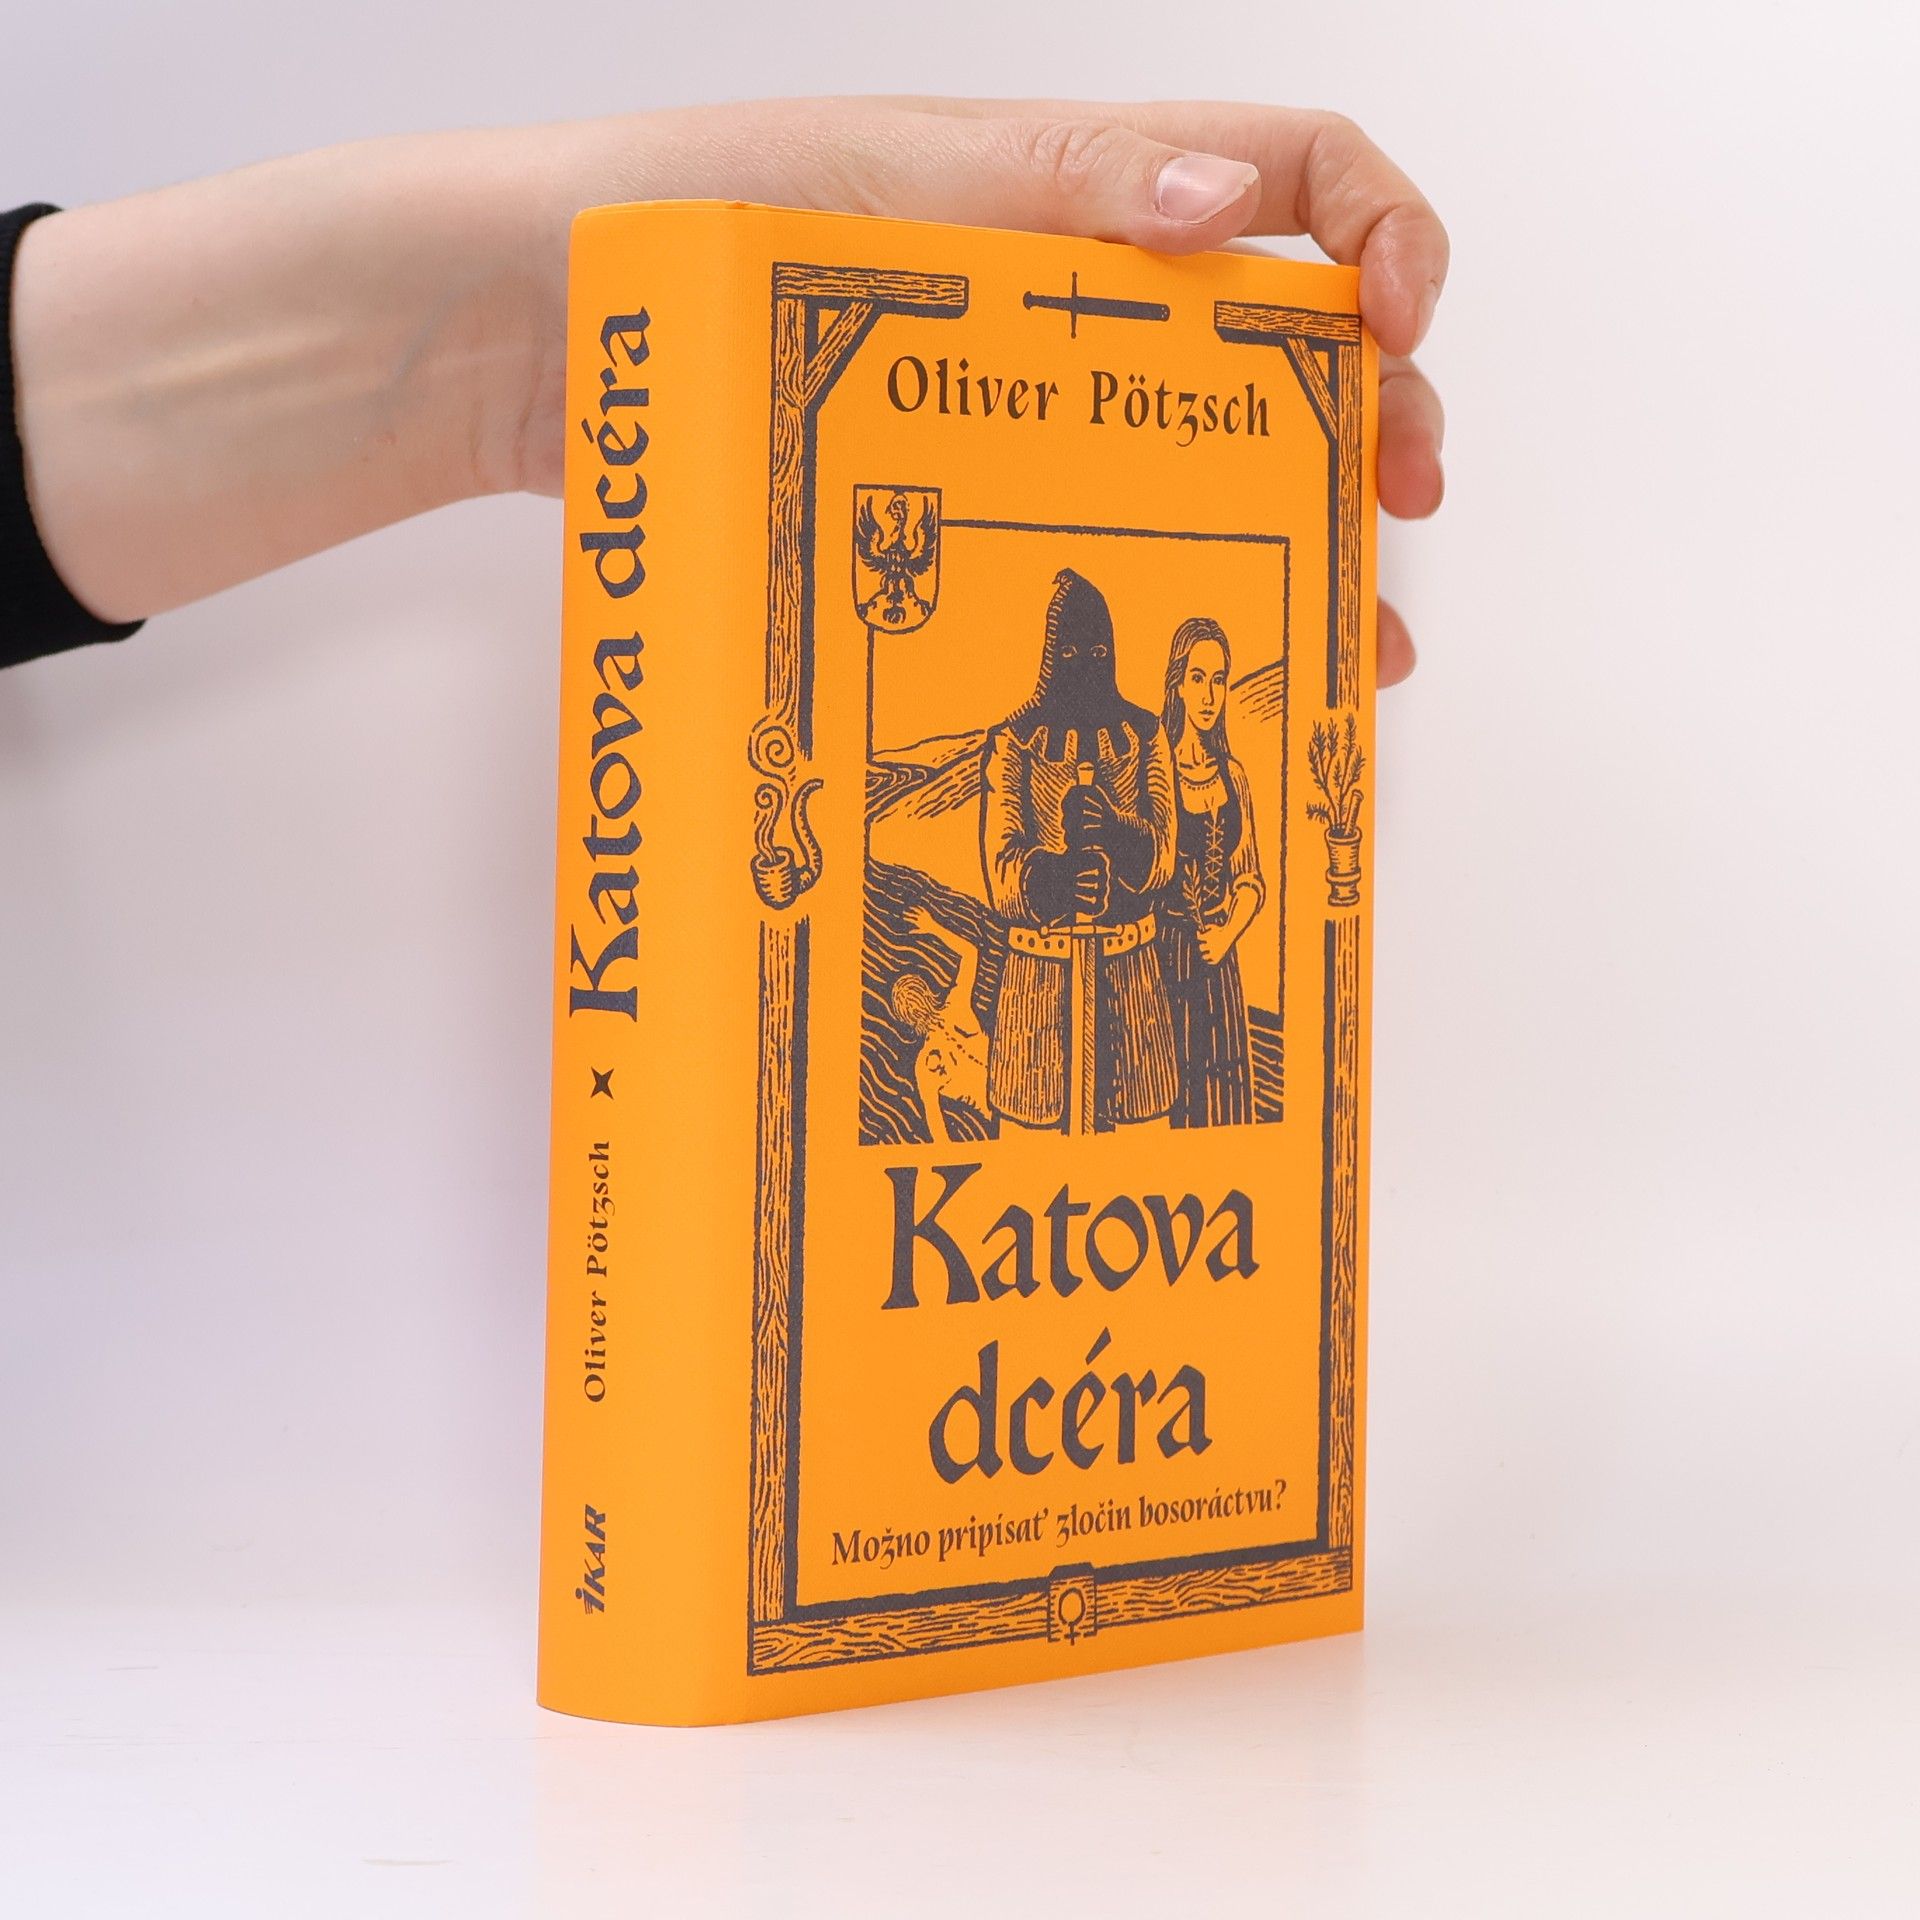 Katova dcéra
Oliver Pötzsch
iKAR
Oliver Pötzsch
Katova
dcéra
Možno pripísať zločin bosoráctvu?